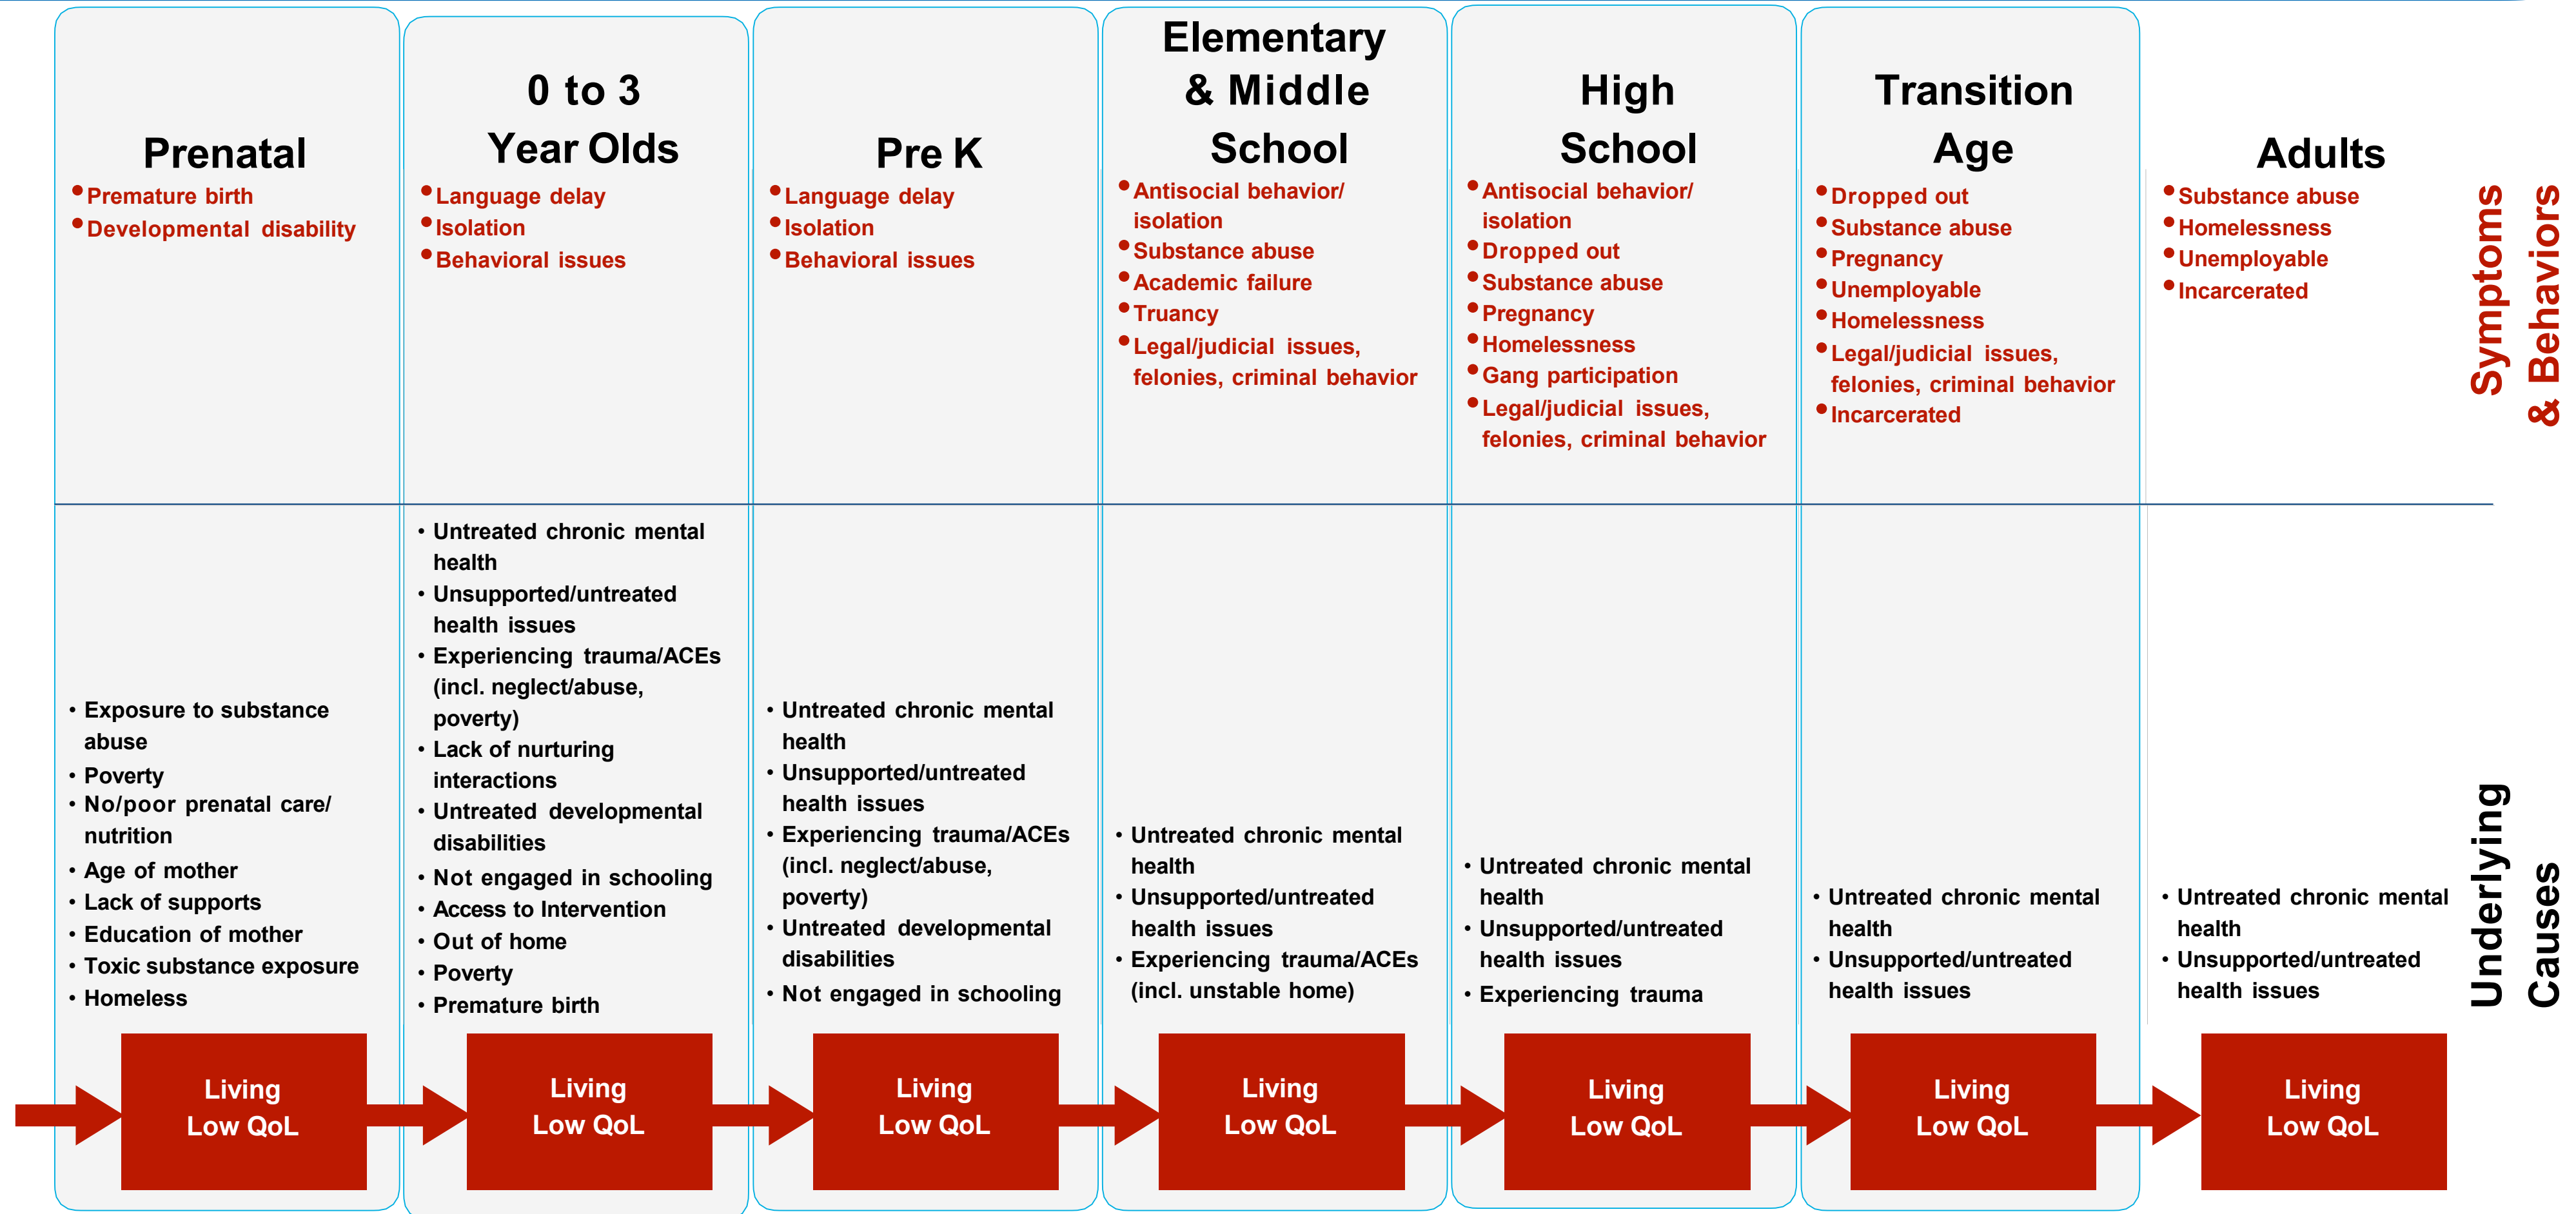 Prenatal
Premature birth
Developmental disability
0 to 3
Year Olds
Language delay
Isolation
Behavioral issues
Pre K
Language delay
Isolation
Behavioral issues
Elementary
& Middle
School
Antisocial behavior/
isolation
Substance abuse
Academic failure
Truancy
Legal/judicial issues,
felonies, criminal behavior
High
School
Antisocial behavior/
isolation
Dropped out
Substance abuse
Pregnancy
Homelessness
Gang participation
Legal/judicial issues,
felonies, criminal behavior
Transition
Age
Dropped out
Substance abuse
Pregnancy
Unemployable
Homelessness
Legal/judicial issues,
felonies, criminal behavior
Incarcerated
Adults
Substance abuse
Homelessness
Unemployable
Incarcerated
Symptoms
& Behaviors
• Exposure to substance
abuse
• Poverty
• No/poor prenatal care/
nutrition
• Age of mother
• Lack of supports
• Education of mother
• Toxic substance exposure
• Homeless
• Untreated chronic mental
health
• Unsupported/untreated
health issues
• Experiencing trauma/ACEs
(incl. neglect/abuse,
poverty)
• Lack of nurturing
interactions
• Untreated developmental
disabilities
• Not engaged in schooling
• Access to Intervention
• Out of home
• Poverty
• Premature birth
• Untreated chronic mental
health
• Unsupported/untreated
health issues
• Experiencing trauma/ACEs
(incl. neglect/abuse,
poverty)
• Untreated developmental
disabilities
• Not engaged in schooling
• Untreated chronic mental
health
• Unsupported/untreated
health issues
• Experiencing trauma/ACEs
(incl. unstable home)
• Untreated chronic mental
health
• Unsupported/untreated
health issues
• Experiencing trauma
• Untreated chronic mental
health
• Unsupported/untreated
health issues
• Untreated chronic mental
health
• Unsupported/untreated
health issues
Underlying
Causes
Living
Low QoL
Living
Low QoL
Living
Low QoL
Living
Low QoL
Living
Low QoL
Living
Low QoL
Living
Low QoL